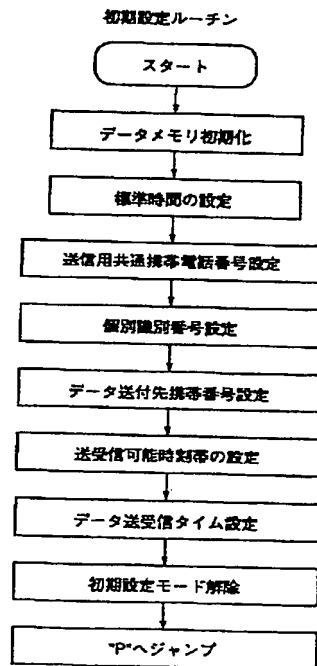 初期設定ルーチン
スタート
データメモリ初期化
標準時間の設定
送信用共通携帯電話番号設定
個別識別番号設定
データ送付先携帯番号設定
送受信可能時刻帯の設定
データ送受信タイム設定
初期設定モード解除
"P"へジャンプ